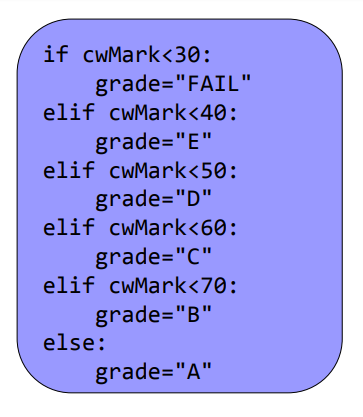 if cwMark<30:
    grade="FAIL"
elif cwMark<40:
    grade="E"
elif cwMark<50:
    grade="D"
elif cwMark<60:
    grade="C"
elif cwMark<70:
    grade="B"
else:
    grade="A"